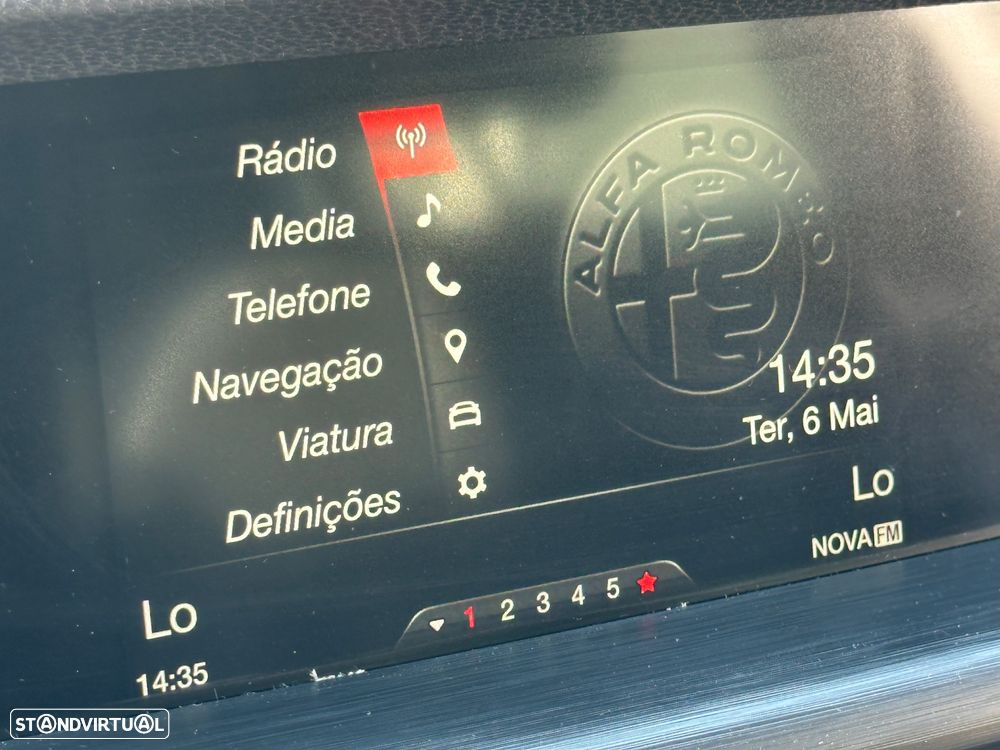 Rádio
Media
Telefone
Navegação
Viatura
Definições
ALFA ROMEO
14:35
Ter, 6 Mai
Lo
NOVA FM
1 2 3 4 5
Lo
14:35
STANDVIRTUAL